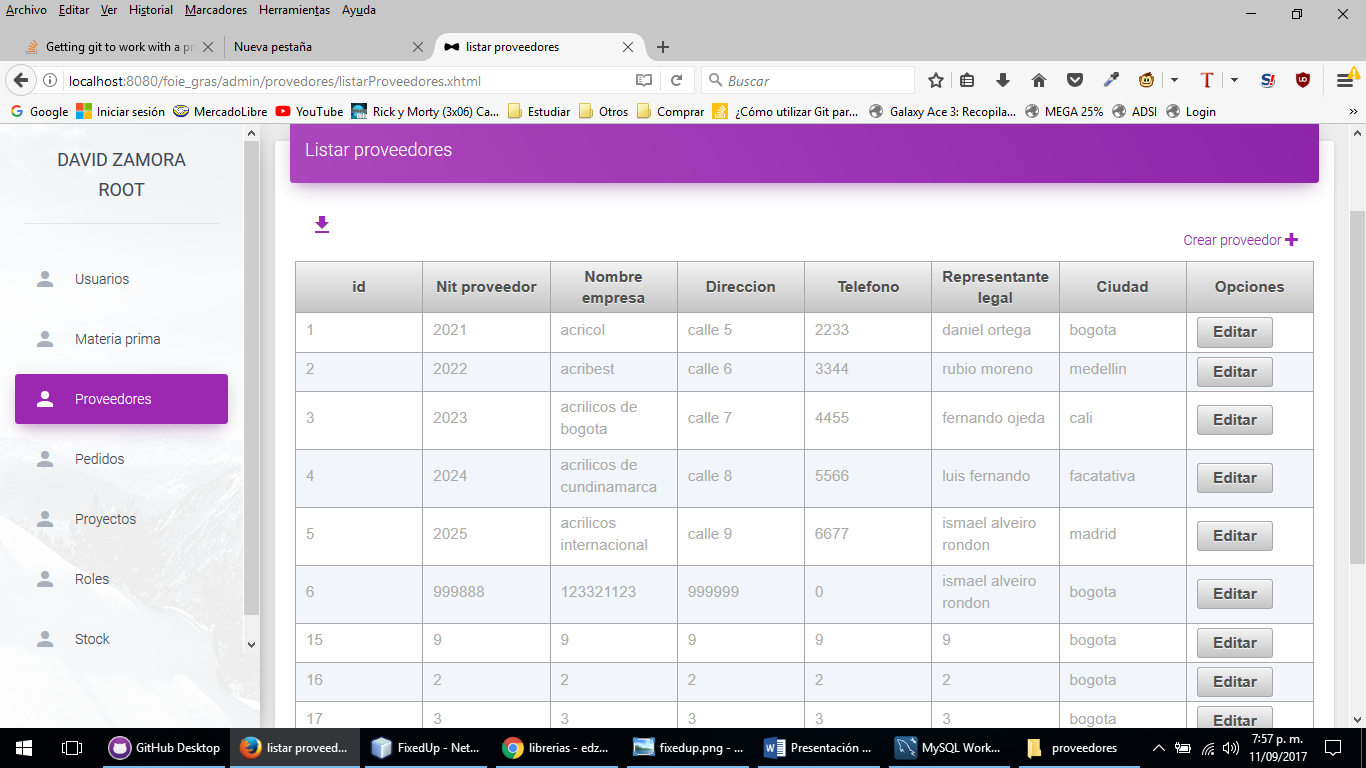 Archivo Editar Ver Historial Marcadores Herramientas Ayuda
Getting git to work with a pr
Nueva pestaña
listar proveedores
localhost:8080/foie_gras/admin/provedores/listarProveedores.xhtml
Buscar
Google Iniciar sesión MercadoLibre YouTube Rick y Morty (3x06) Ca... Estudiar Otros Comprar ¿Cómo utilizar Git par... Galaxy Ace 3: Recopila... MEGA 25% ADSI Login
DAVID ZAMORA
ROOT
Usuarios
Materia prima
Proveedores
Pedidos
Proyectos
Roles
Stock
Listar proveedores
Crear proveedor
id Nit proveedor Nombre empresa Direccion Telefono Representante legal Ciudad Opciones
1 2021 acricol calle 5 2233 daniel ortega bogota Editar
2 2022 acribest calle 6 3344 rubio moreno medellin Editar
3 2023 acrilicos de bogota calle 7 4455 fernando ojeda cali Editar
4 2024 acrilicos de cundinamarca calle 8 5566 luis fernando facatativa Editar
5 2025 acrilicos internacional calle 9 6677 ismael alveiro rondon madrid Editar
6 999888 123321123 999999 0 ismael alveiro rondon bogota Editar
15 9 9 9 9 9 bogota Editar
16 2 2 2 2 2 bogota Editar
17 3 3 3 3 3 bogota Editar
GitHub Desktop
listar proveed...
FixedUp - Net...
librerias - edz...
fixedup.png - ...
Presentación ...
MySQL Work...
proveedores
7:57 p. m.
11/09/2017